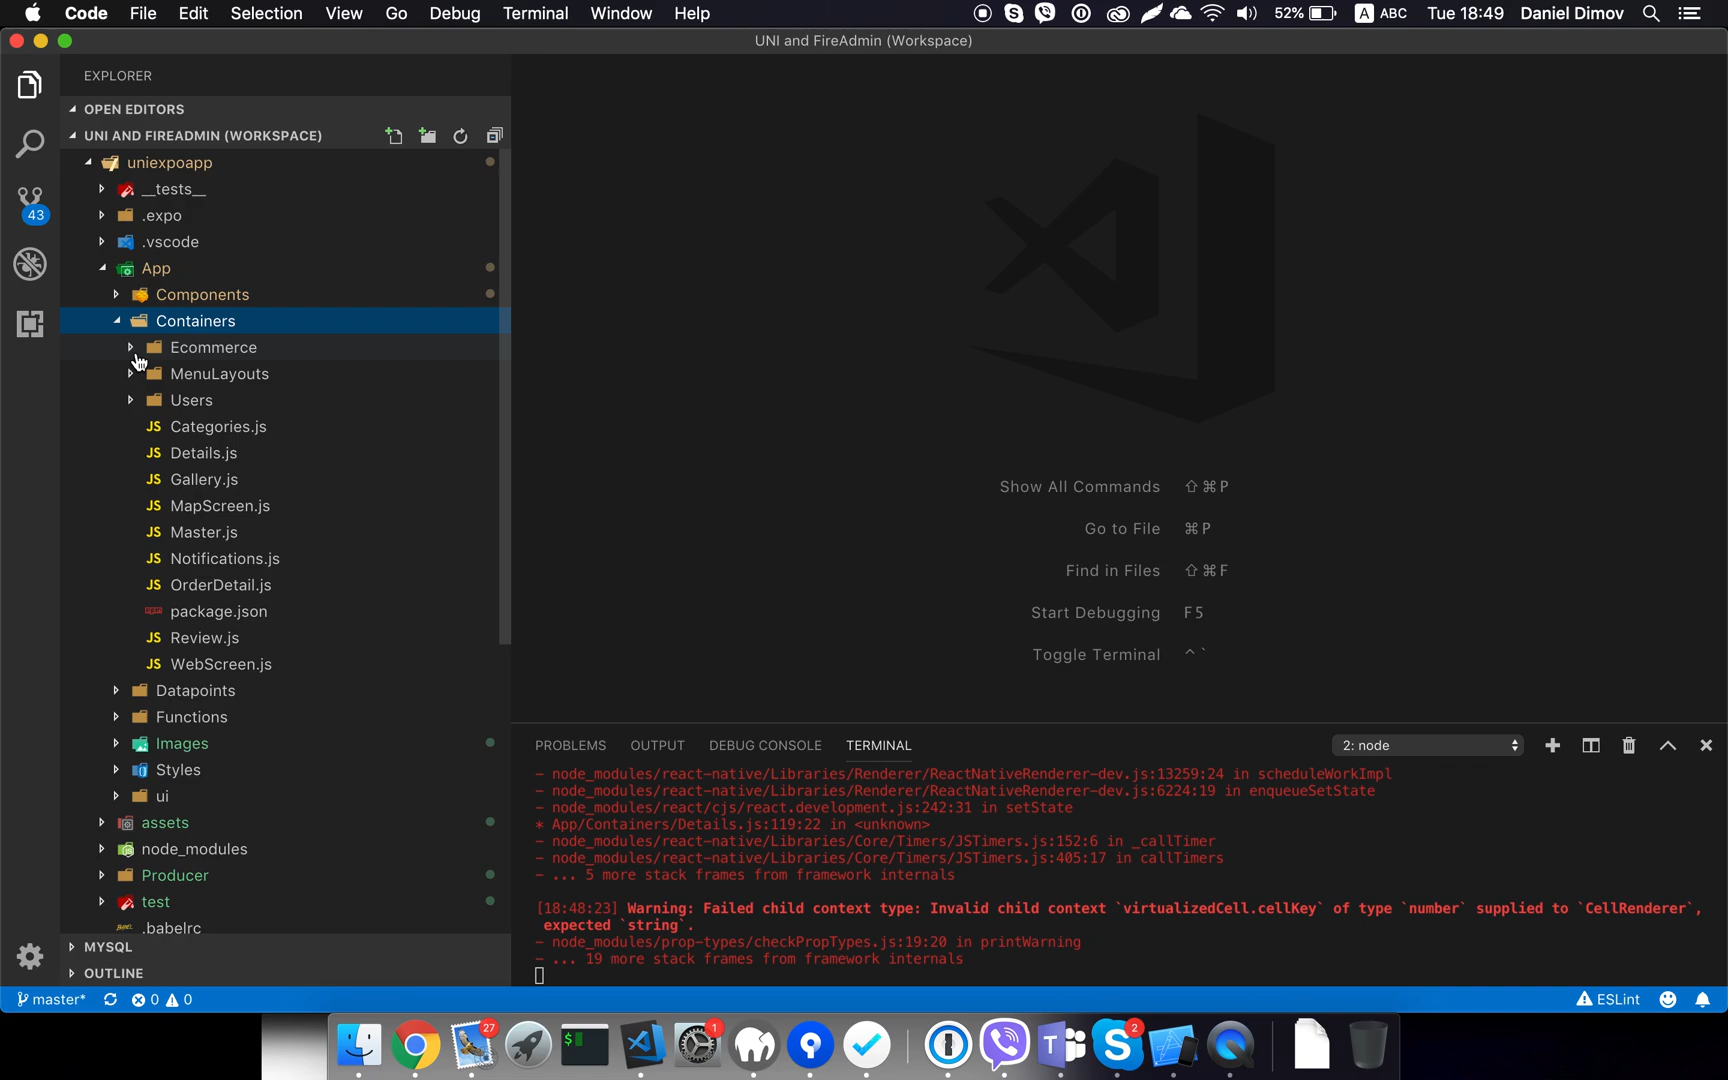 Code File Edit Selection View Go Debug Terminal Window Help
52% A ABC Tue 18:49 Daniel Dimov
UNI and FireAdmin (Workspace)
EXPLORER
OPEN EDITORS
UNI AND FIREADMIN (WORKSPACE)
uniexpoapp
__tests__
.expo
.vscode
App
Components
Containers
Ecommerce
MenuLayouts
Users
JS Categories.js
JS Details.js
JS Gallery.js
JS MapScreen.js
JS Master.js
JS Notifications.js
JS OrderDetail.js
package.json
JS Review.js
JS WebScreen.js
Datapoints
Functions
Images
Styles
ui
assets
node_modules
Producer
test
.babelrc
MYSQL
OUTLINE
43
Show All Commands ⇧⌘P
Go to File ⌘P
Find in Files ⇧⌘F
Start Debugging F5
Toggle Terminal ^`
PROBLEMS OUTPUT DEBUG CONSOLE TERMINAL 2: node
- node_modules/react-native/Libraries/Renderer/ReactNativeRenderer-dev.js:13259:24 in scheduleWorkImpl
- node_modules/react-native/Libraries/Renderer/ReactNativeRenderer-dev.js:6224:19 in enqueueSetState
- node_modules/react/cjs/react.development.js:242:31 in setState
* App/Containers/Details.js:119:22 in <unknown>
- node_modules/react-native/Libraries/Core/Timers/JSTimers.js:152:6 in _callTimer
- node_modules/react-native/Libraries/Core/Timers/JSTimers.js:405:17 in callTimers
- ... 5 more stack frames from framework internals
[18:48:23] Warning: Failed child context type: Invalid child context `virtualizedCell.cellKey` of type `number` supplied to `CellRenderer`,
expected `string`.
- node_modules/prop-types/checkPropTypes.js:19:20 in printWarning
- ... 19 more stack frames from framework internals
master* 0 0 ESLint
27 1 2